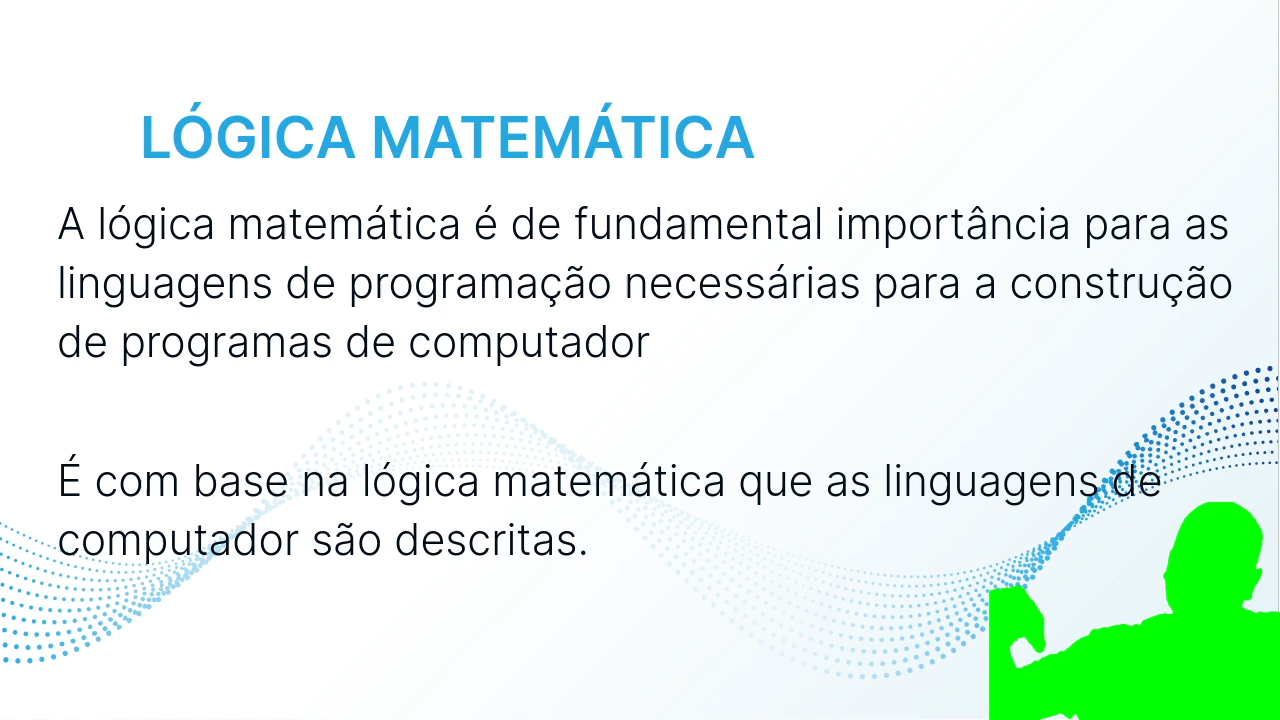 LÓGICA MATEMÁTICA
A lógica matemática é de fundamental importância para as
linguagens de programação necessárias para a construção
de programas de computador
É com base na lógica matemática que as linguagens de
computador são descritas.